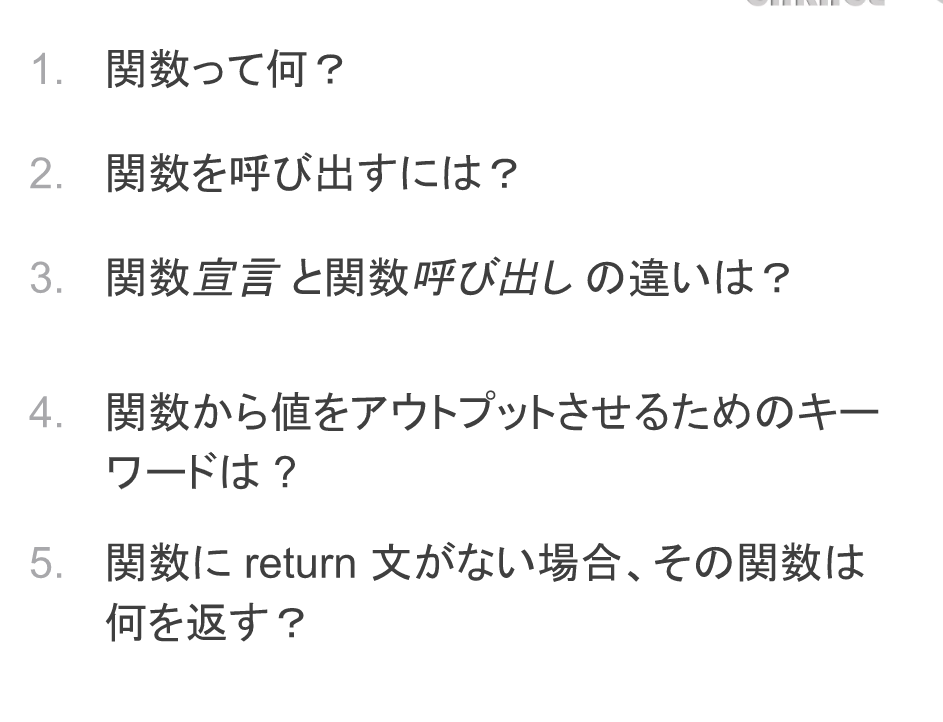 1. 関数って何？
2. 関数を呼び出すには？
3. 関数宣言 と関数呼び出し の違いは？
4. 関数から値をアウトプットさせるためのキー
ワードは ?
5. 関数に return 文がない場合、その関数は
何を返す？